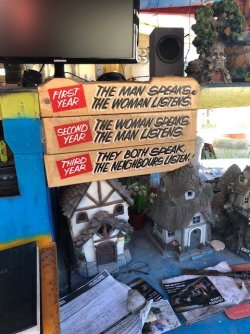 FIRST YEAR
THE MAN SPEAKS,
THE WOMAN LISTENS.
SECOND YEAR
THE WOMAN SPEAKS,
THE MAN LISTENS.
THIRD YEAR
THEY BOTH SPEAK,
THE NEIGHBOURS LISTEN!